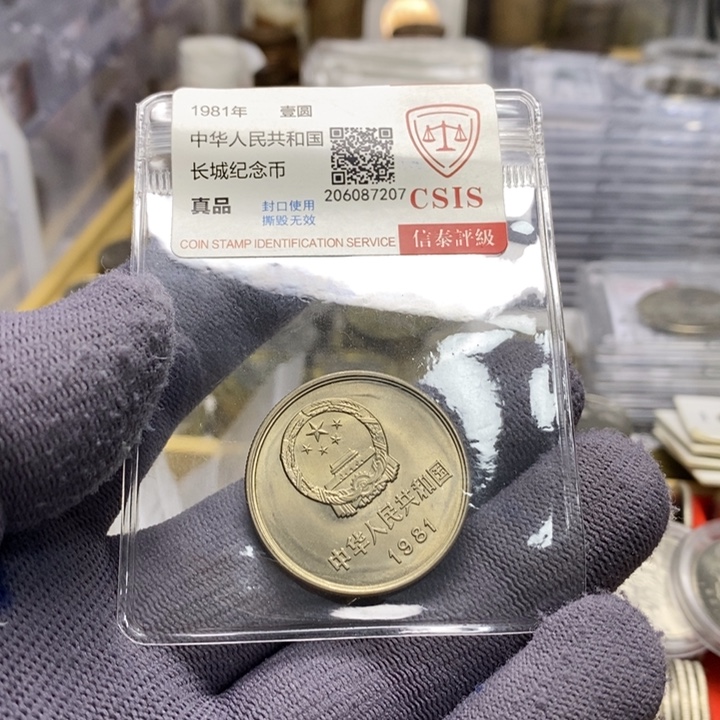 1981年 壹圆
中华人民共和国
长城纪念币
206087207
真品
封口使用
撕毁无效
CSIS
COIN STAMP IDENTIFICATION SERVICE
信泰評級
中华人民共和国
1981